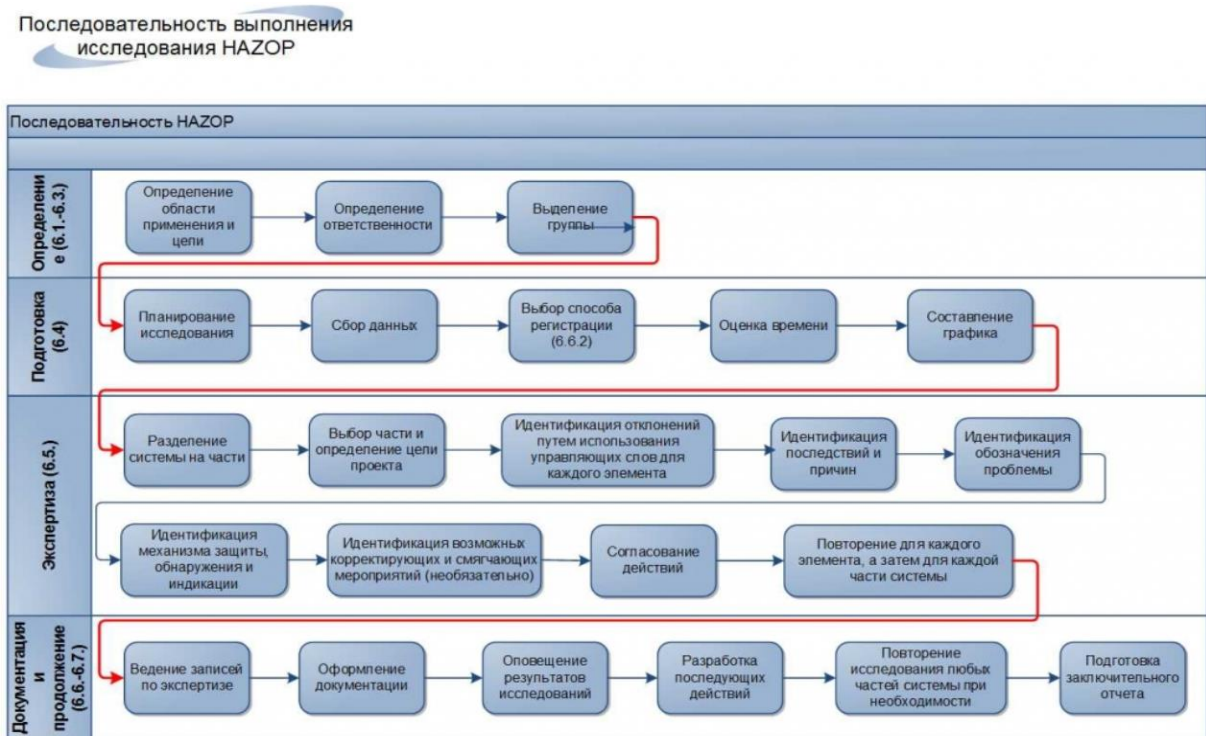 Последовательность выполнения
исследования HAZOP
Последовательность HAZOP
Определени
е (6.1.-6.3.)
Определение
области
применения и
цели
Определение
ответственности
Выделение
группы
Подготовка
(6.4)
Планирование
исследования
Сбор данных
Выбор способа
регистрации
(6.6.2)
Оценка времени
Составление
графика
Экспертиза (6.5.)
Разделение
системы на части
Выбор части и
определение цели
проекта
Идентификация отклонений
путем использования
управляющих слов для
каждого элемента
Идентификация
последствий и
причин
Идентификация
обозначения
проблемы
Идентификация
механизма защиты,
обнаружения и
индикации
Идентификация возможных
корректирующих и смягчающих
мероприятий (необязательно)
Согласование
действий
Повторение для каждого
элемента, а затем для каждой
части системы
Документация
и
продолжение
(6.6.-6.7.)
Ведение записей
по экспертизе
Оформление
документации
Оповещение
результатов
исследований
Разработка
последующих
действий
Повторение
исследования любых
частей системы при
необходимости
Подготовка
заключительного
отчета